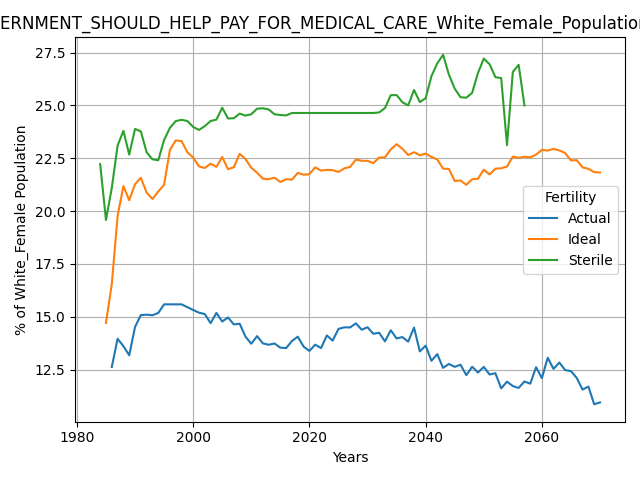 ERNMENT_SHOULD_HELP_PAY_FOR_MEDICAL_CARE_White_Female_Population
27.5
25.0
22.5
20.0
17.5
15.0
12.5
% of White_Female Population
1980
2000
2020
2040
2060
Years
Fertility
Actual
Ideal
Sterile